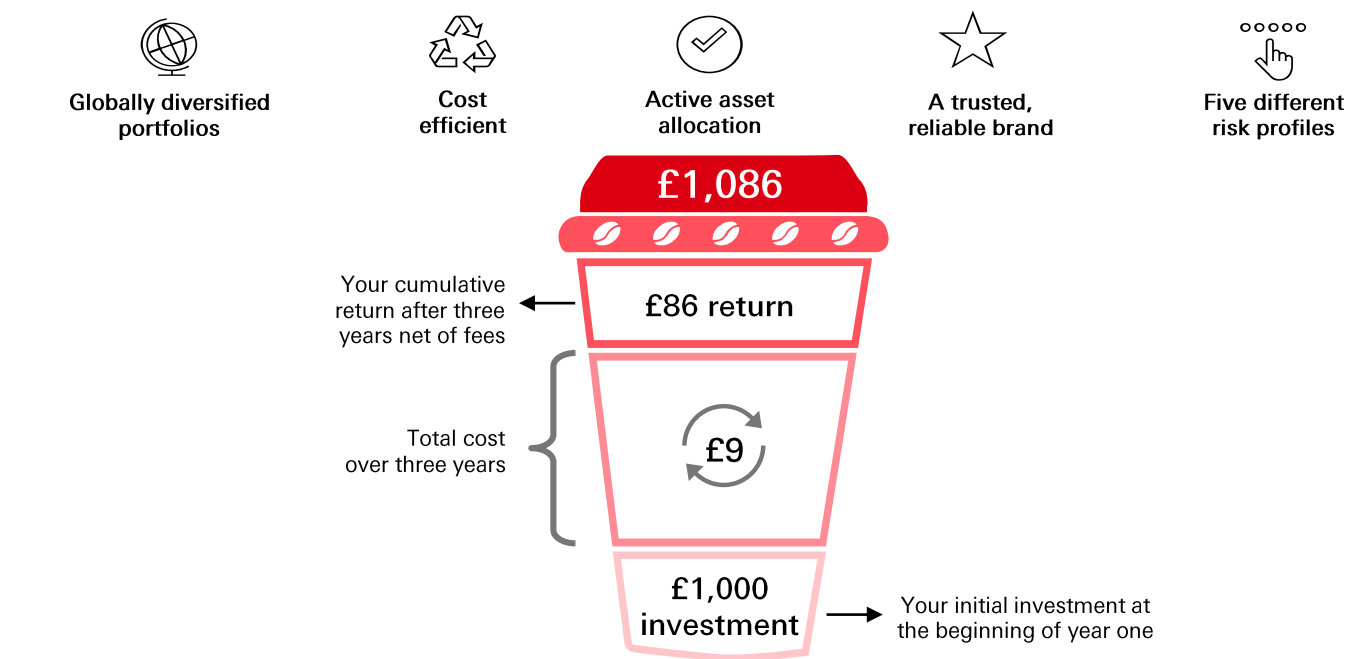 Globally diversified
portfolios
Cost
efficient
Active asset
allocation
A trusted,
reliable brand
Five different
risk profiles
£1,086
Your cumulative
return after three
years net of fees
£86 return
Total cost
over three years
£9
£1,000
investment
Your initial investment at
the beginning of year one